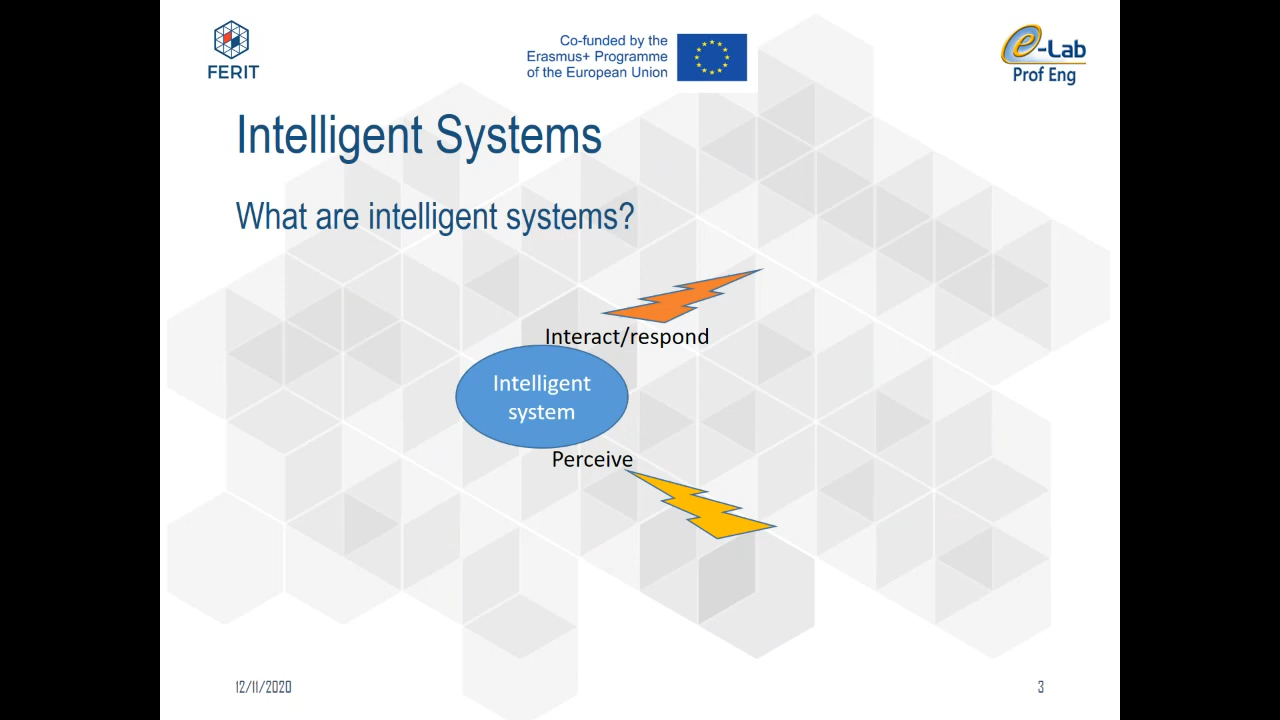 FERIT
Co-funded by the
Erasmus+ Programme
of the European Union
e-Lab
Prof Eng
Intelligent Systems
What are intelligent systems?
Interact/respond
Intelligent
system
Perceive
12/11/2020
3